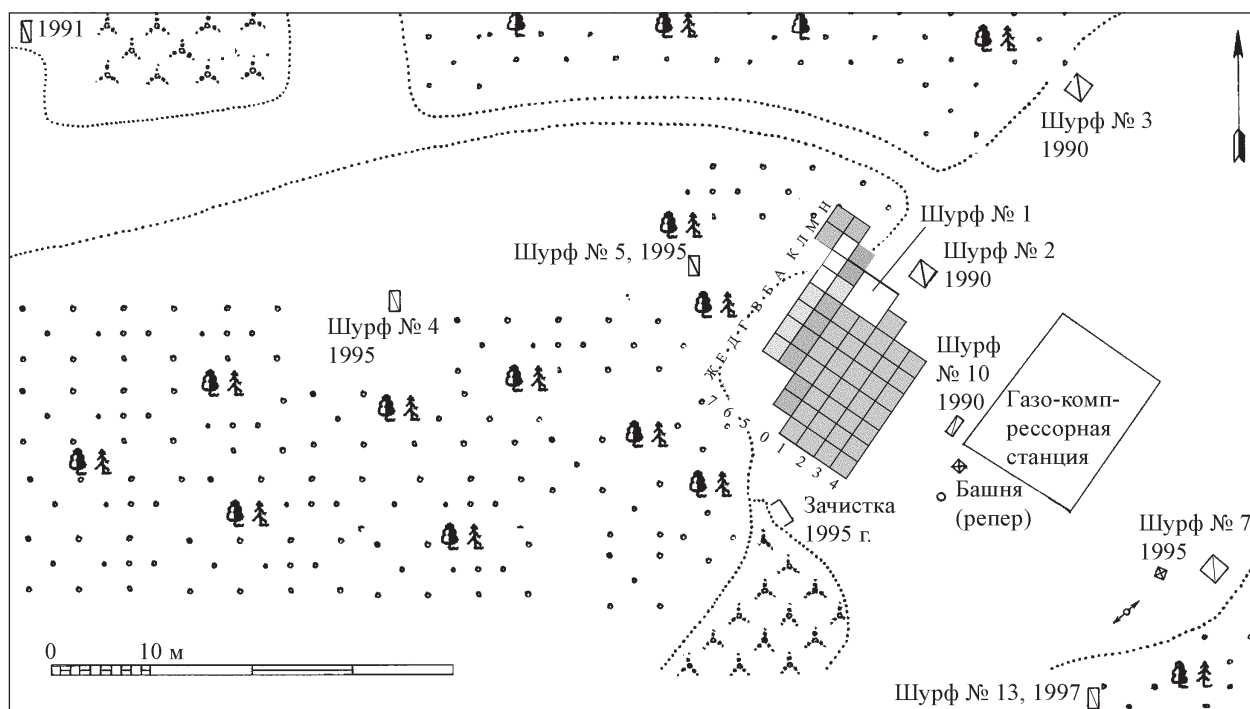 1991
Шурф № 3
1990
Шурф № 1
Шурф № 2
1990
Шурф № 5, 1995
Шурф № 4
1995
Ж Е Д Г В Б А К Л М Н
7 6 5 0 1 2 3 4
Шурф
№ 10
1990
Газо-комп-
рессорная
станция
Башня
(репер)
Зачистка
1995 г.
Шурф № 7
1995
0 10 м
Шурф № 13, 1997